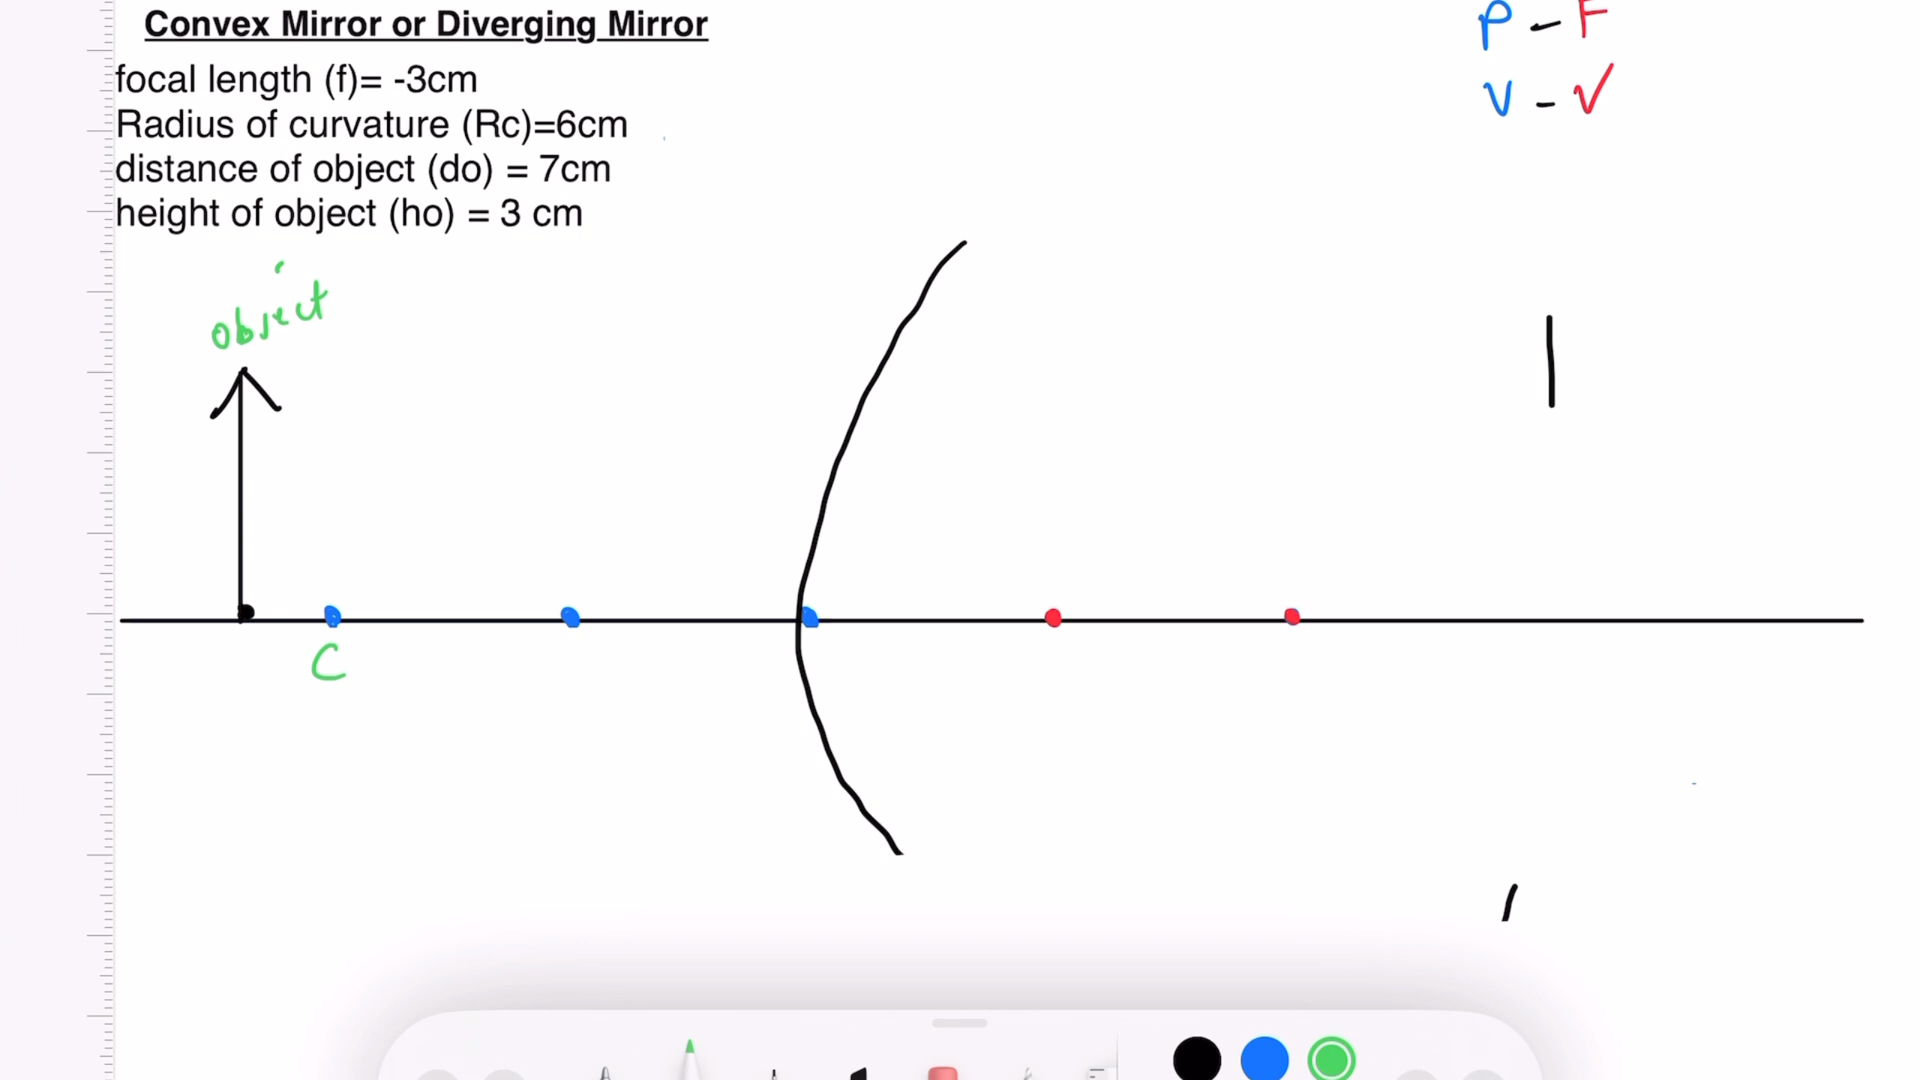 Convex Mirror or Diverging Mirror
focal length (f)= -3cm
Radius of curvature (Rc)=6cm
distance of object (do) = 7cm
height of object (ho) = 3 cm
P - F
V - √
object
C